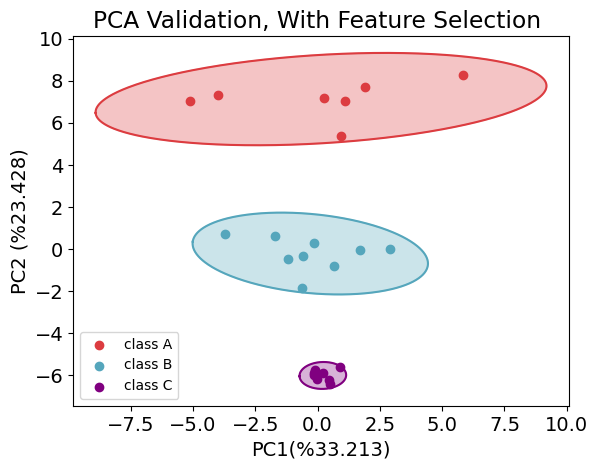 PCA Validation, With Feature Selection
10
8
6
4
2
0
−2
−4
−6
PC2 (%23.428)
class A
class B
class C
−7.5 −5.0 −2.5 0.0 2.5 5.0 7.5 10.0
PC1(%33.213)